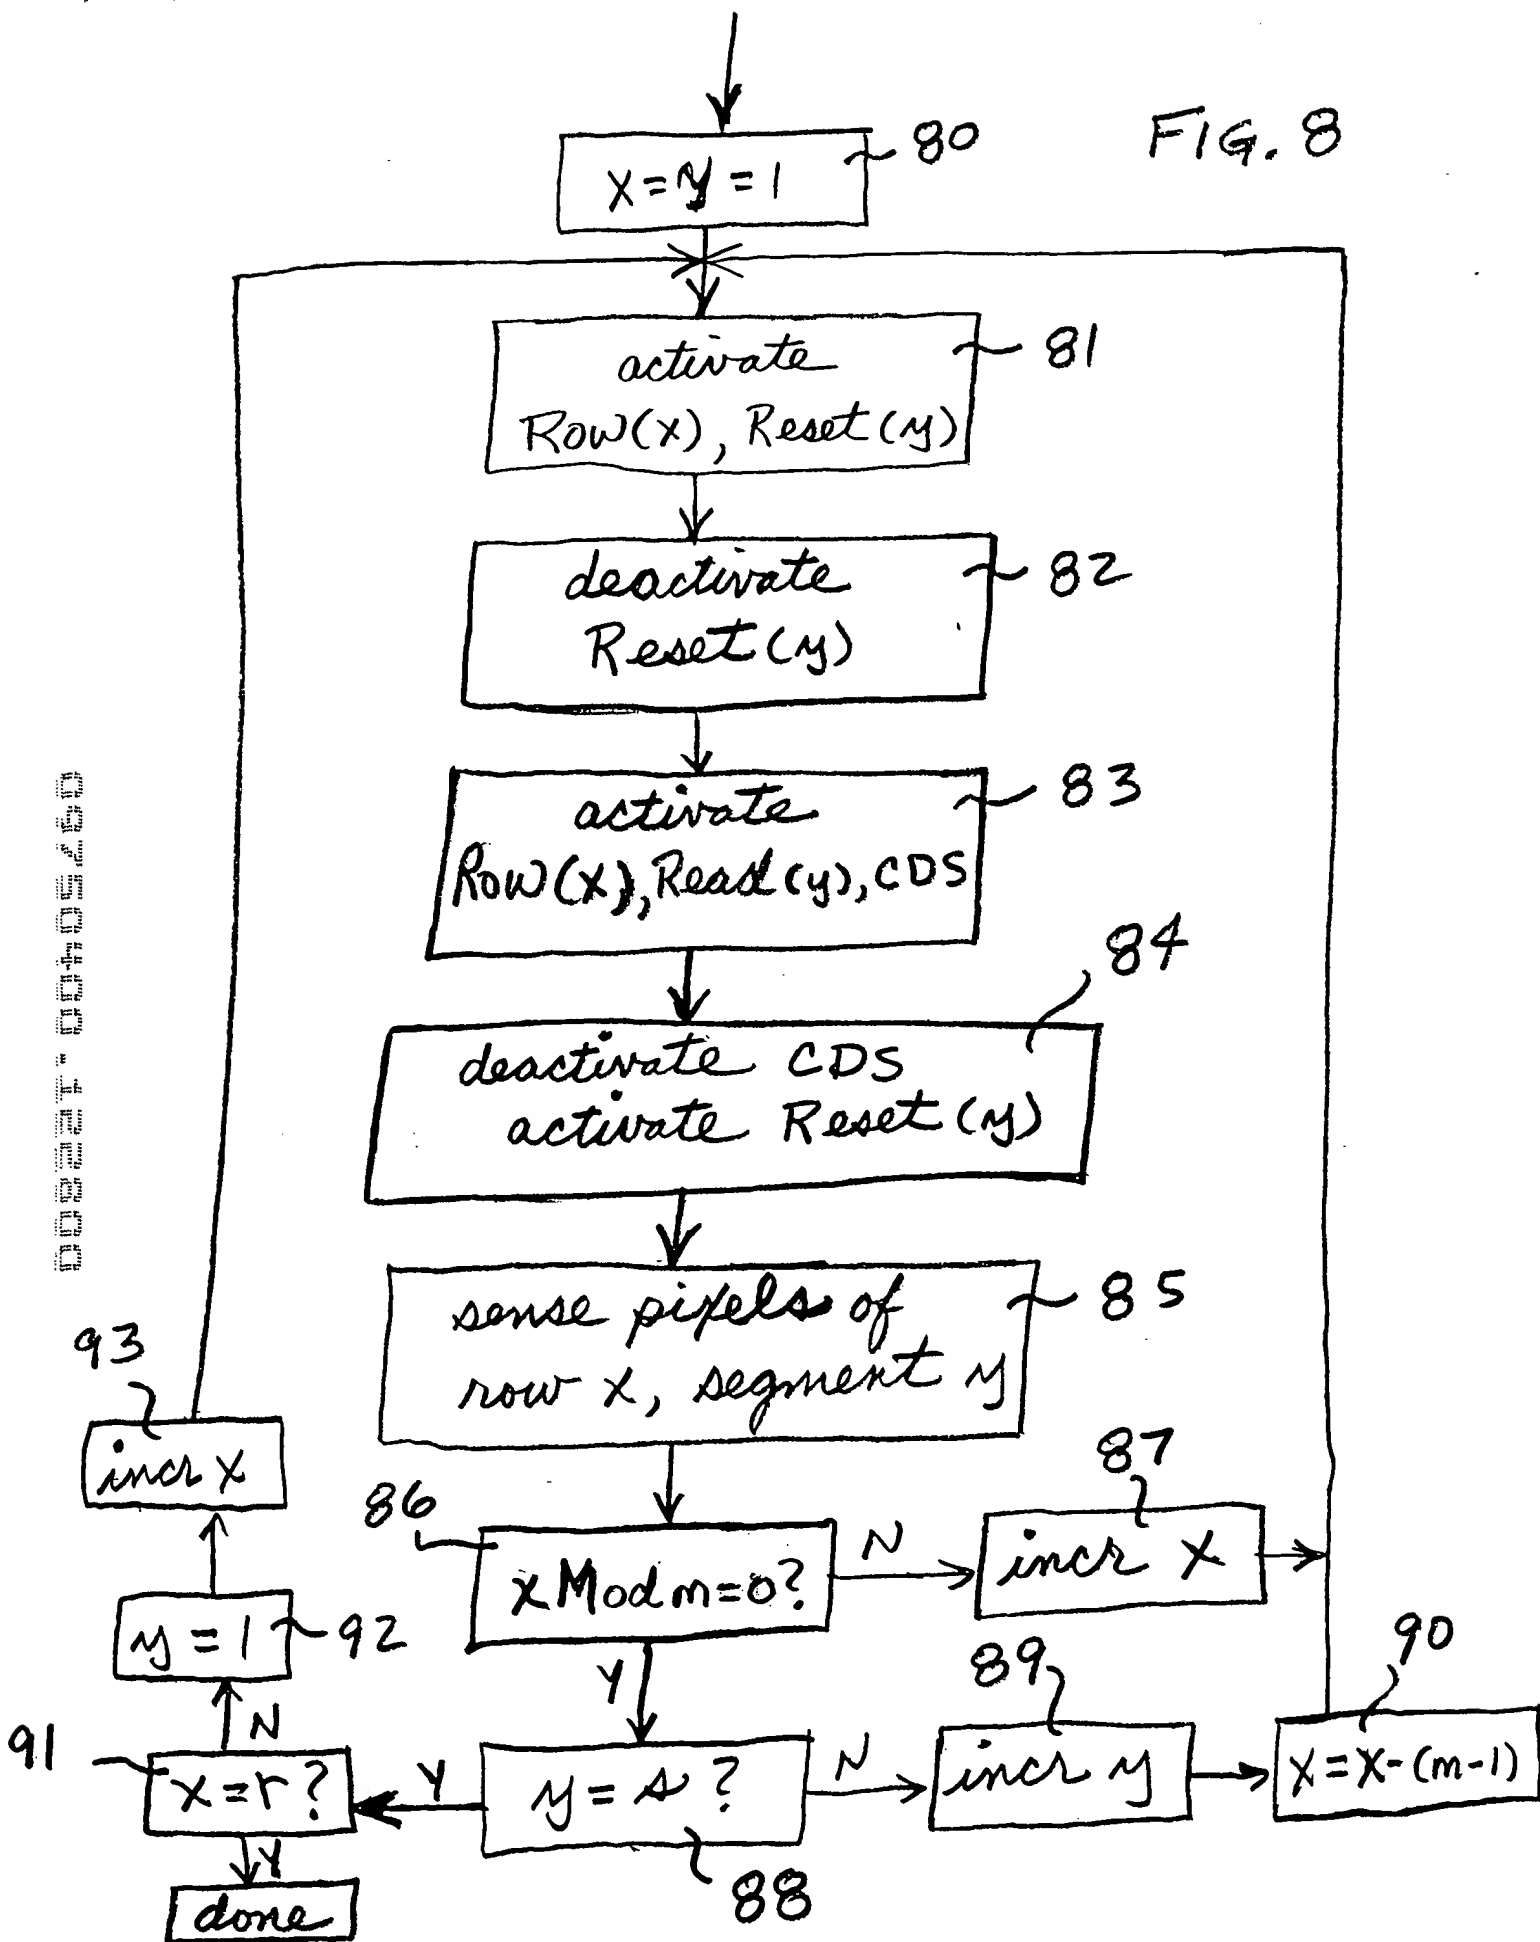 FIG. 8
80
x = y = 1
81
activate
Row(x), Reset(y)
82
deactivate
Reset(y)
83
activate
Row(x), Read(y), CDS
84
deactivate CDS
activate Reset(y)
85
sense pixels of
row x, segment y
86
x Mod m = 0?
N
87
incr x
Y
88
y = s ?
N
89
incr y
90
x = x - (m-1)
Y
91
x = r ?
N
92
y = 1
93
incr x
Y
done
09750400.122800